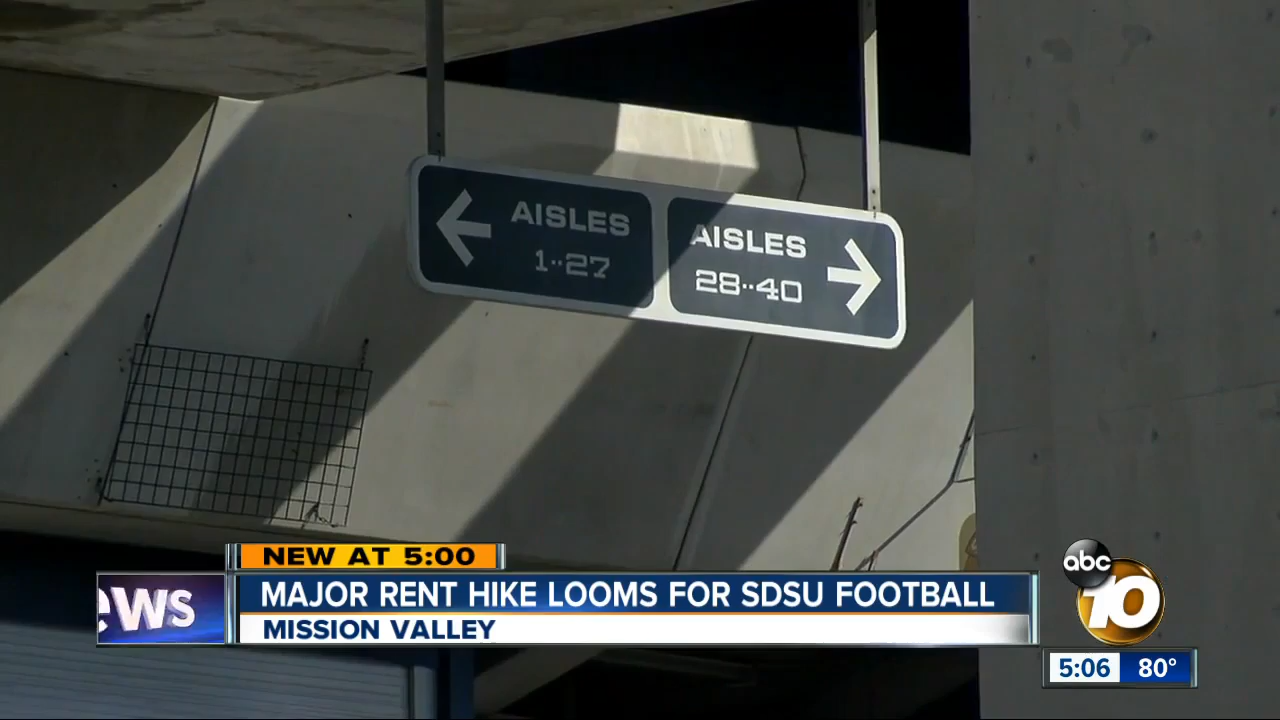 AISLES
1··27
AISLES
28··40
NEW AT 5:00
MAJOR RENT HIKE LOOMS FOR SDSU FOOTBALL
MISSION VALLEY
eWS
abc
10
5:06 80°